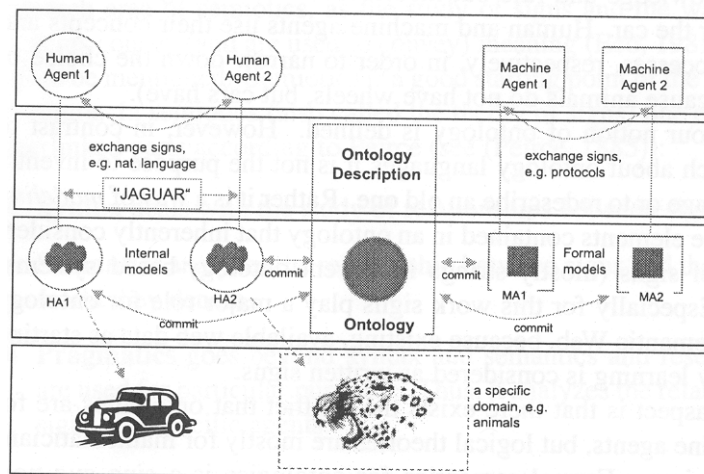 Human
Agent 1
Human
Agent 2
Machine
Agent 1
Machine
Agent 2
exchange signs,
e.g. nat. language
Ontology
Description
exchange signs,
e.g. protocols
"JAGUAR"
Internal
models
commit
commit
Formal
models
HA1
HA2
MA1
MA2
commit
Ontology
commit
a specific
domain, e.g.
animals